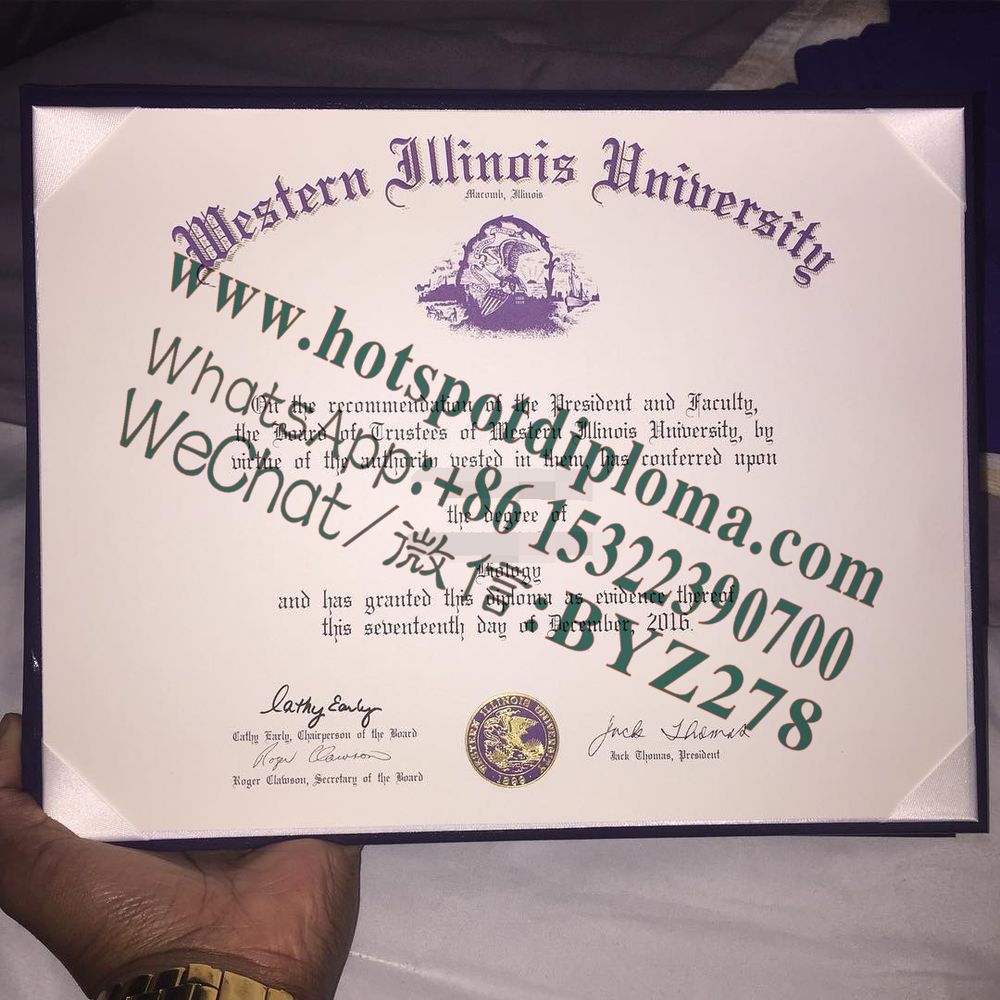 Western Illinois University
Macomb, Illinois
www.hotspotdiploma.com
WhatsApp:+86 15322390700
WeChat/微信:BYZ278
On the recommendation of the President and Faculty,
the Board of Trustees of Western Illinois University, by
virtue of the authority vested in them, has conferred upon
the degree of
Biology
and has granted this diploma as evidence thereof
this seventeenth day of December, 2016.
Cathy Early
Cathy Early, Chairperson of the Board
Roger Clawson
Roger Clawson, Secretary of the Board
WESTERN ILLINOIS UNIVERSITY
1899
Jack Thomas
Jack Thomas, President